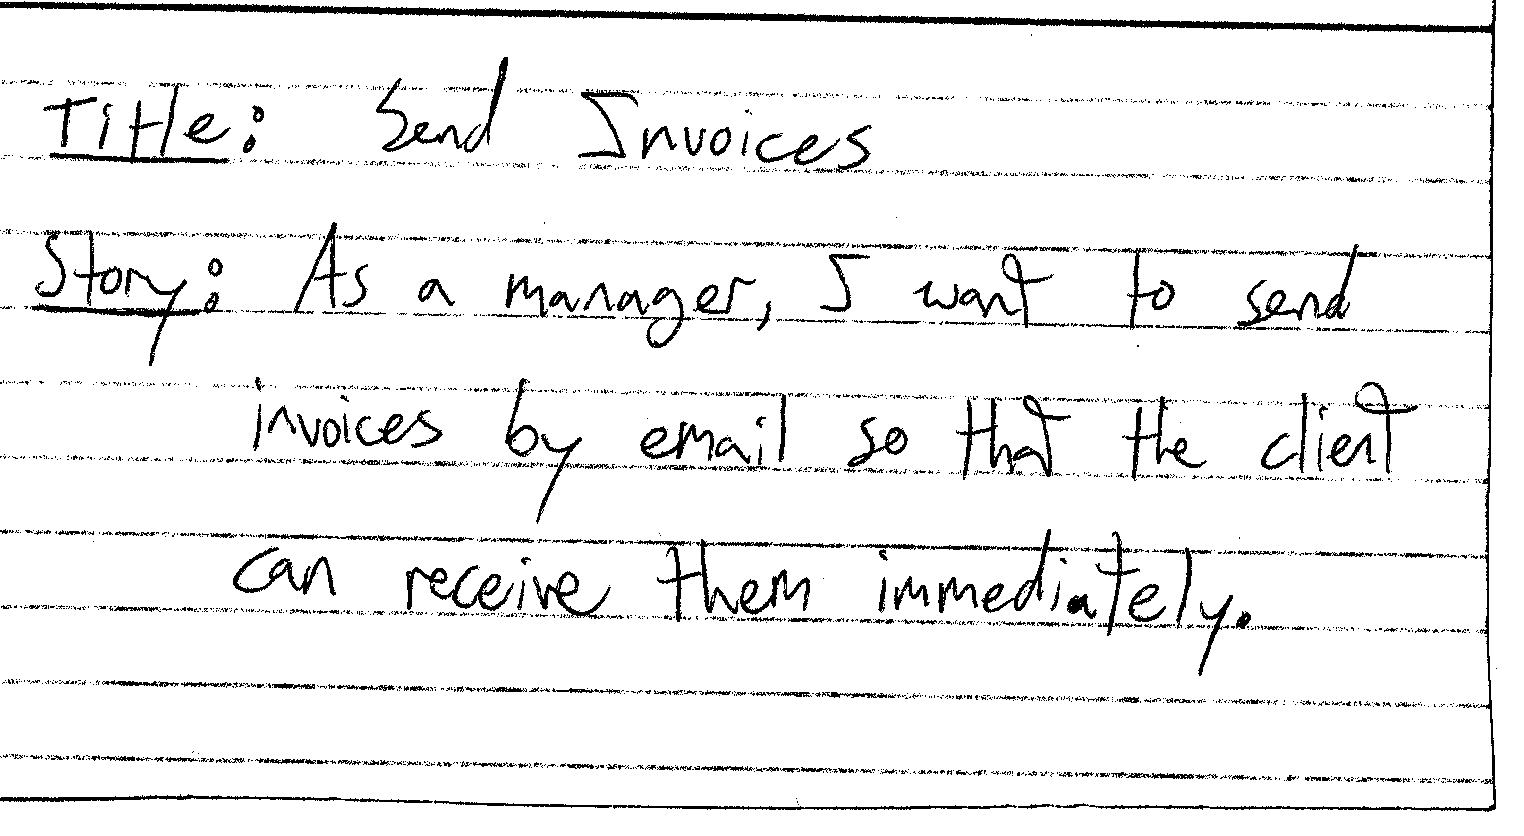 Title: Send Invoices
Story: As a manager, I want to send
invoices by email so that the client
can receive them immediately.